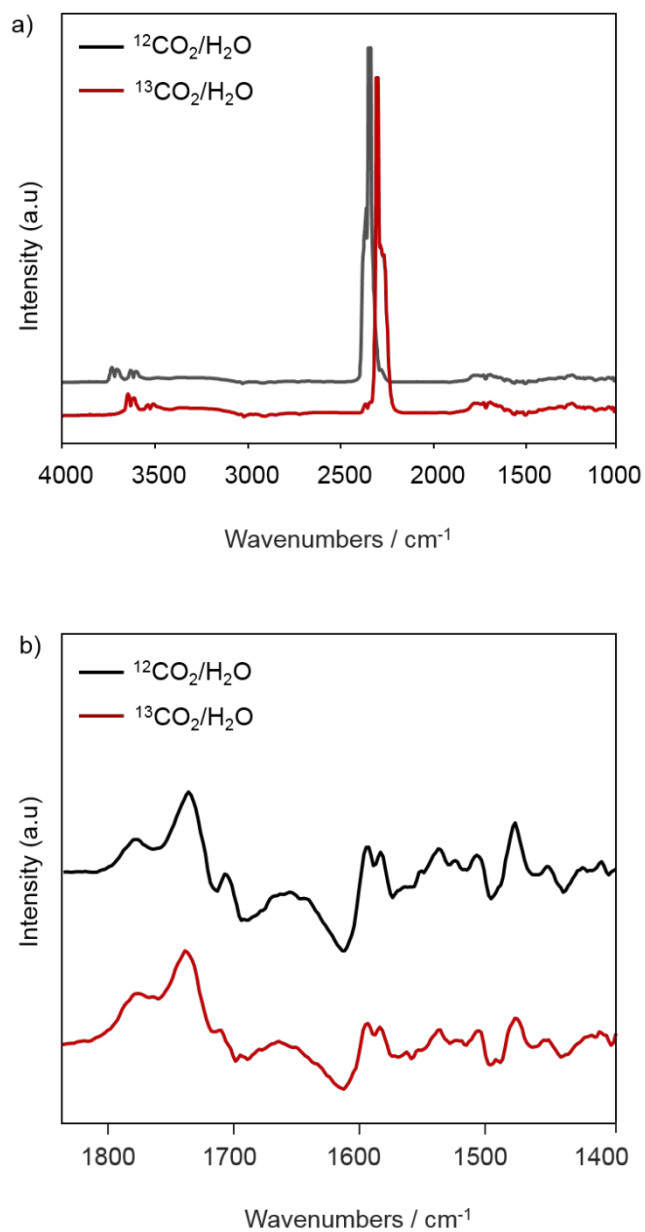 a)
¹²CO₂/H₂O
¹³CO₂/H₂O
Intensity (a.u)
4000 3500 3000 2500 2000 1500 1000
Wavenumbers / cm⁻¹
b)
¹²CO₂/H₂O
¹³CO₂/H₂O
Intensity (a.u)
1800 1700 1600 1500 1400
Wavenumbers / cm⁻¹